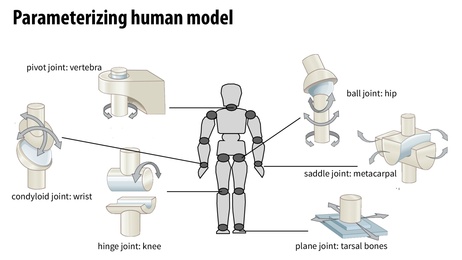 Parameterizing human model
pivot joint: vertebra
ball joint: hip
saddle joint: metacarpal
condyloid joint: wrist
hinge joint: knee
plane joint: tarsal bones